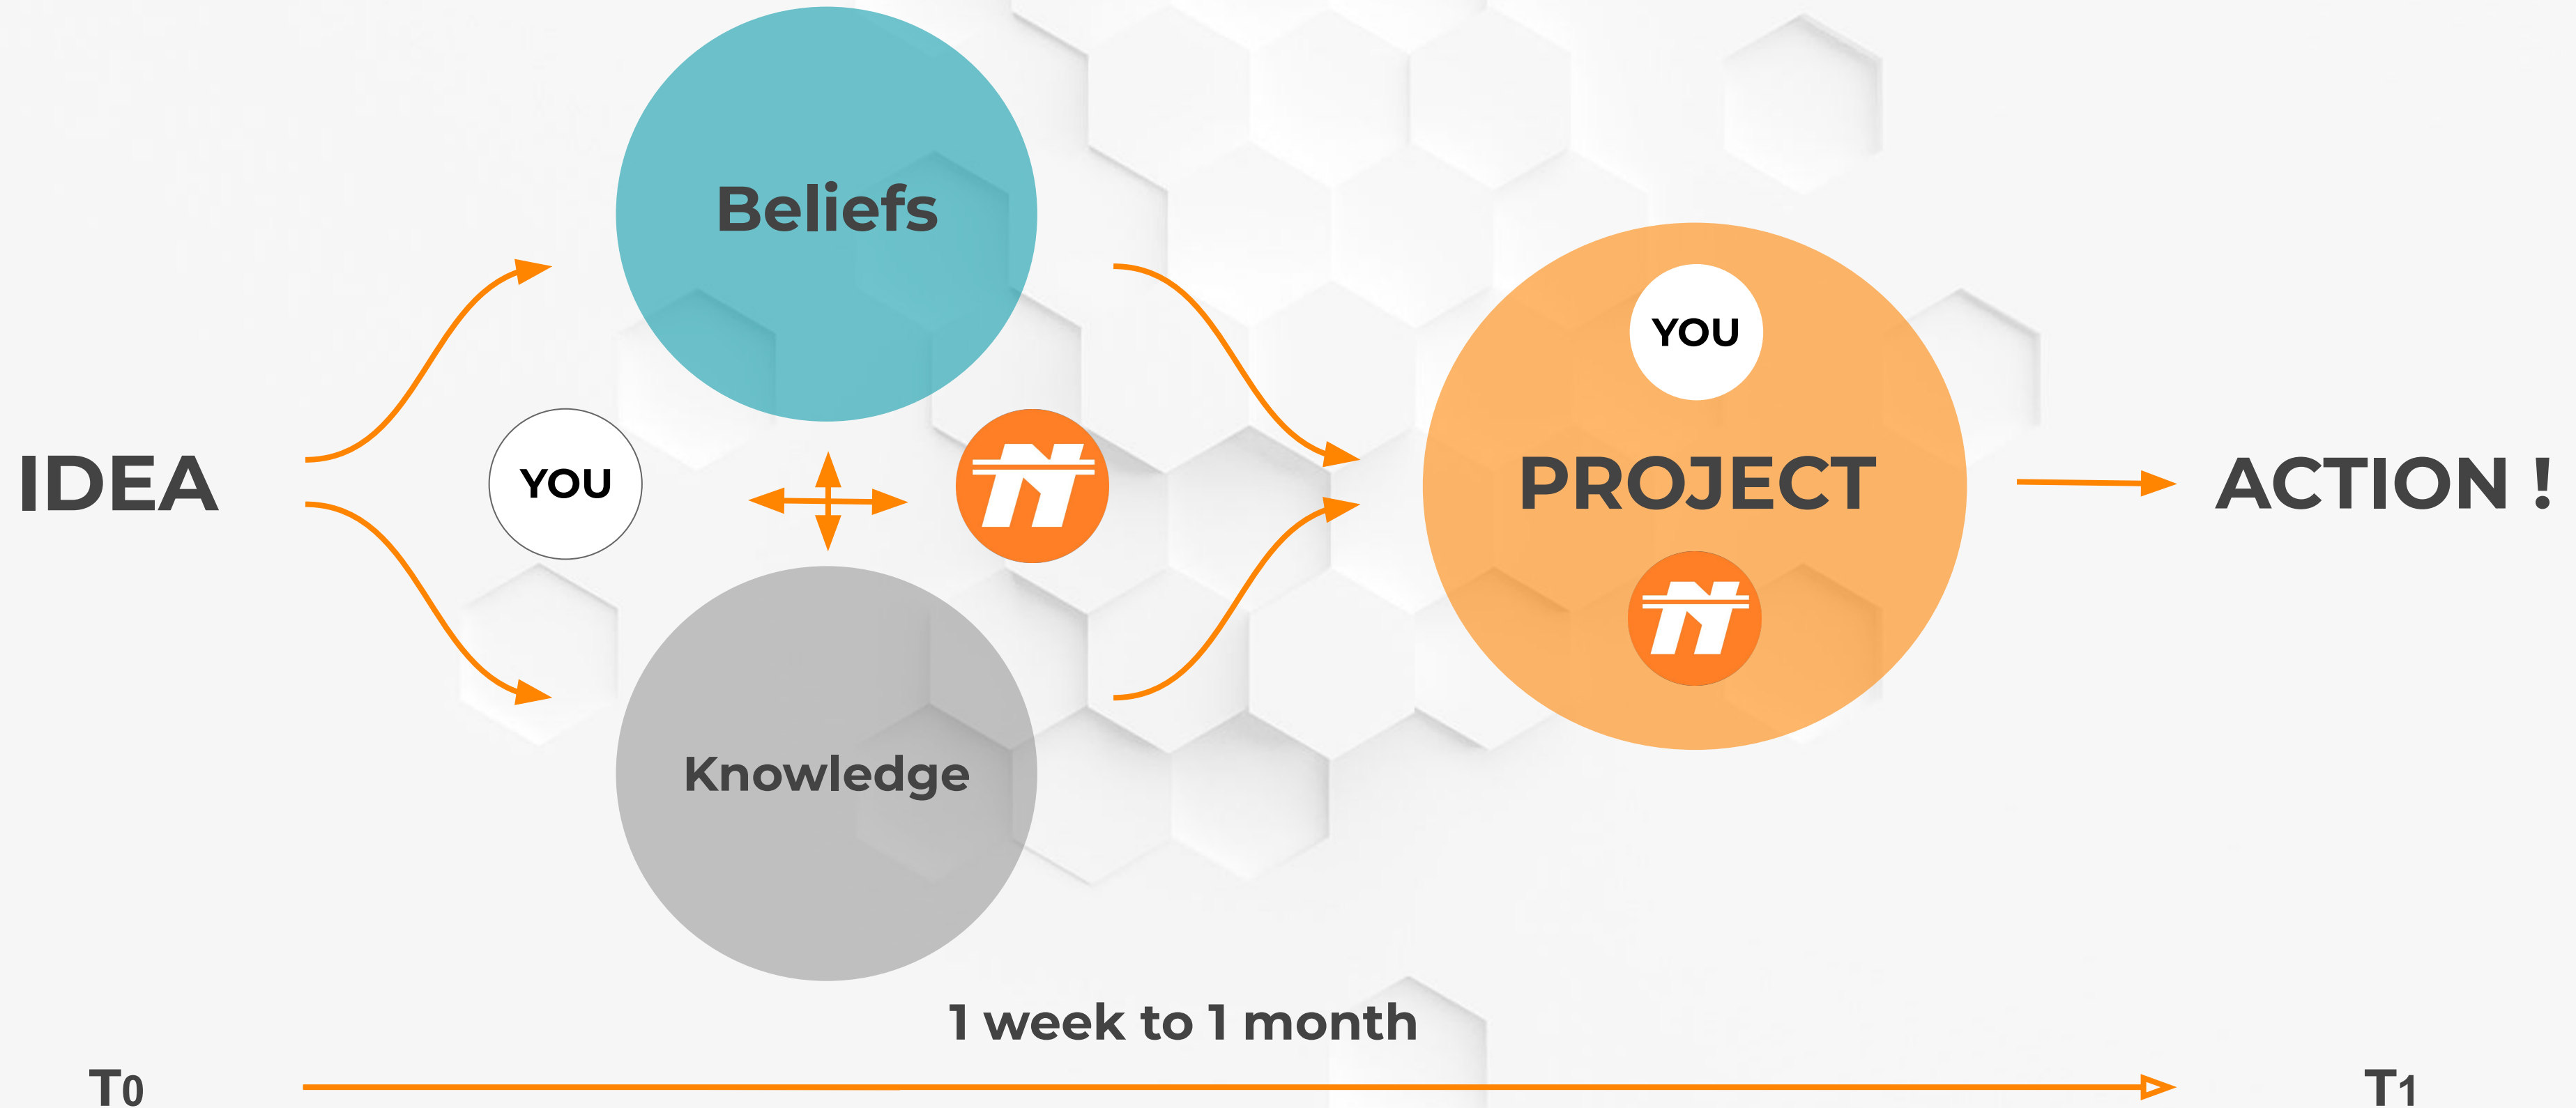 Beliefs
YOU
IDEA
YOU
PROJECT
ACTION !
Knowledge
1 week to 1 month
T0
T1